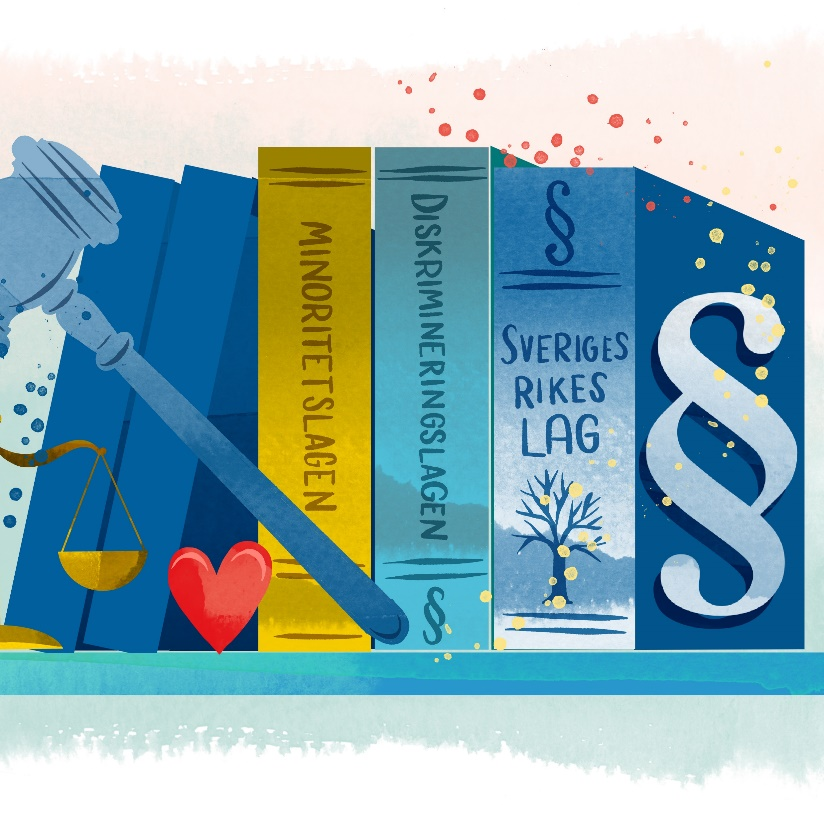 MINORITETSLAGEN
DISKRIMINERINGSLAGEN
§
§
SVERIGES
RIKES
LAG
§